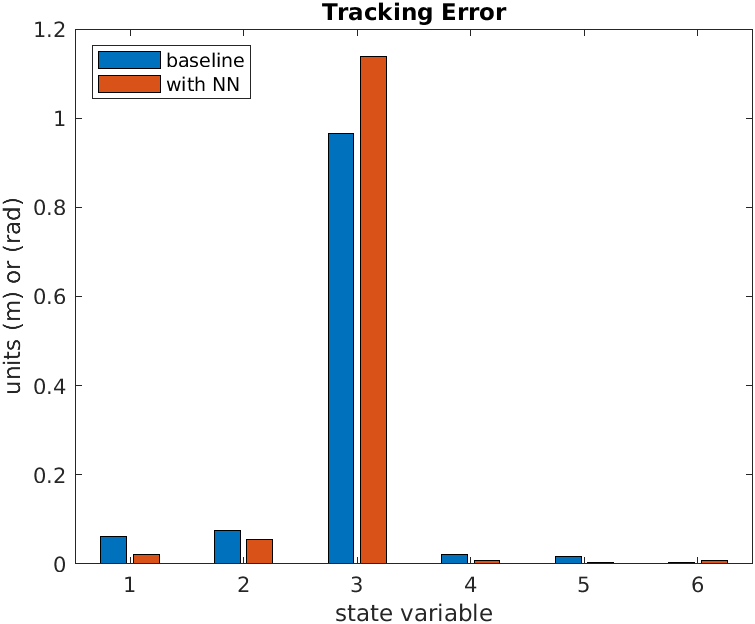 Tracking Error
1.2
1
0.8
0.6
0.4
0.2
0
units (m) or (rad)
baseline
with NN
1 2 3 4 5 6
state variable